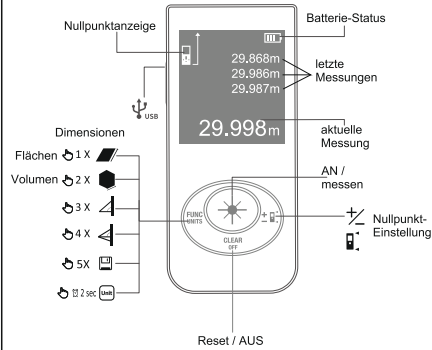 Nullpunktanzeige
Batterie-Status
29.868m
29.986m
29.987m
letzte
Messungen
USB
29.998m
aktuelle
Messung
Dimensionen
Flächen 1 X
Volumen 2 X
3 X
4 X
5X
2 sec Unit
AN /
messen
FUNC
UNITS
+
−
CLEAR
OFF
+/−
Nullpunkt-
Einstellung
Reset / AUS